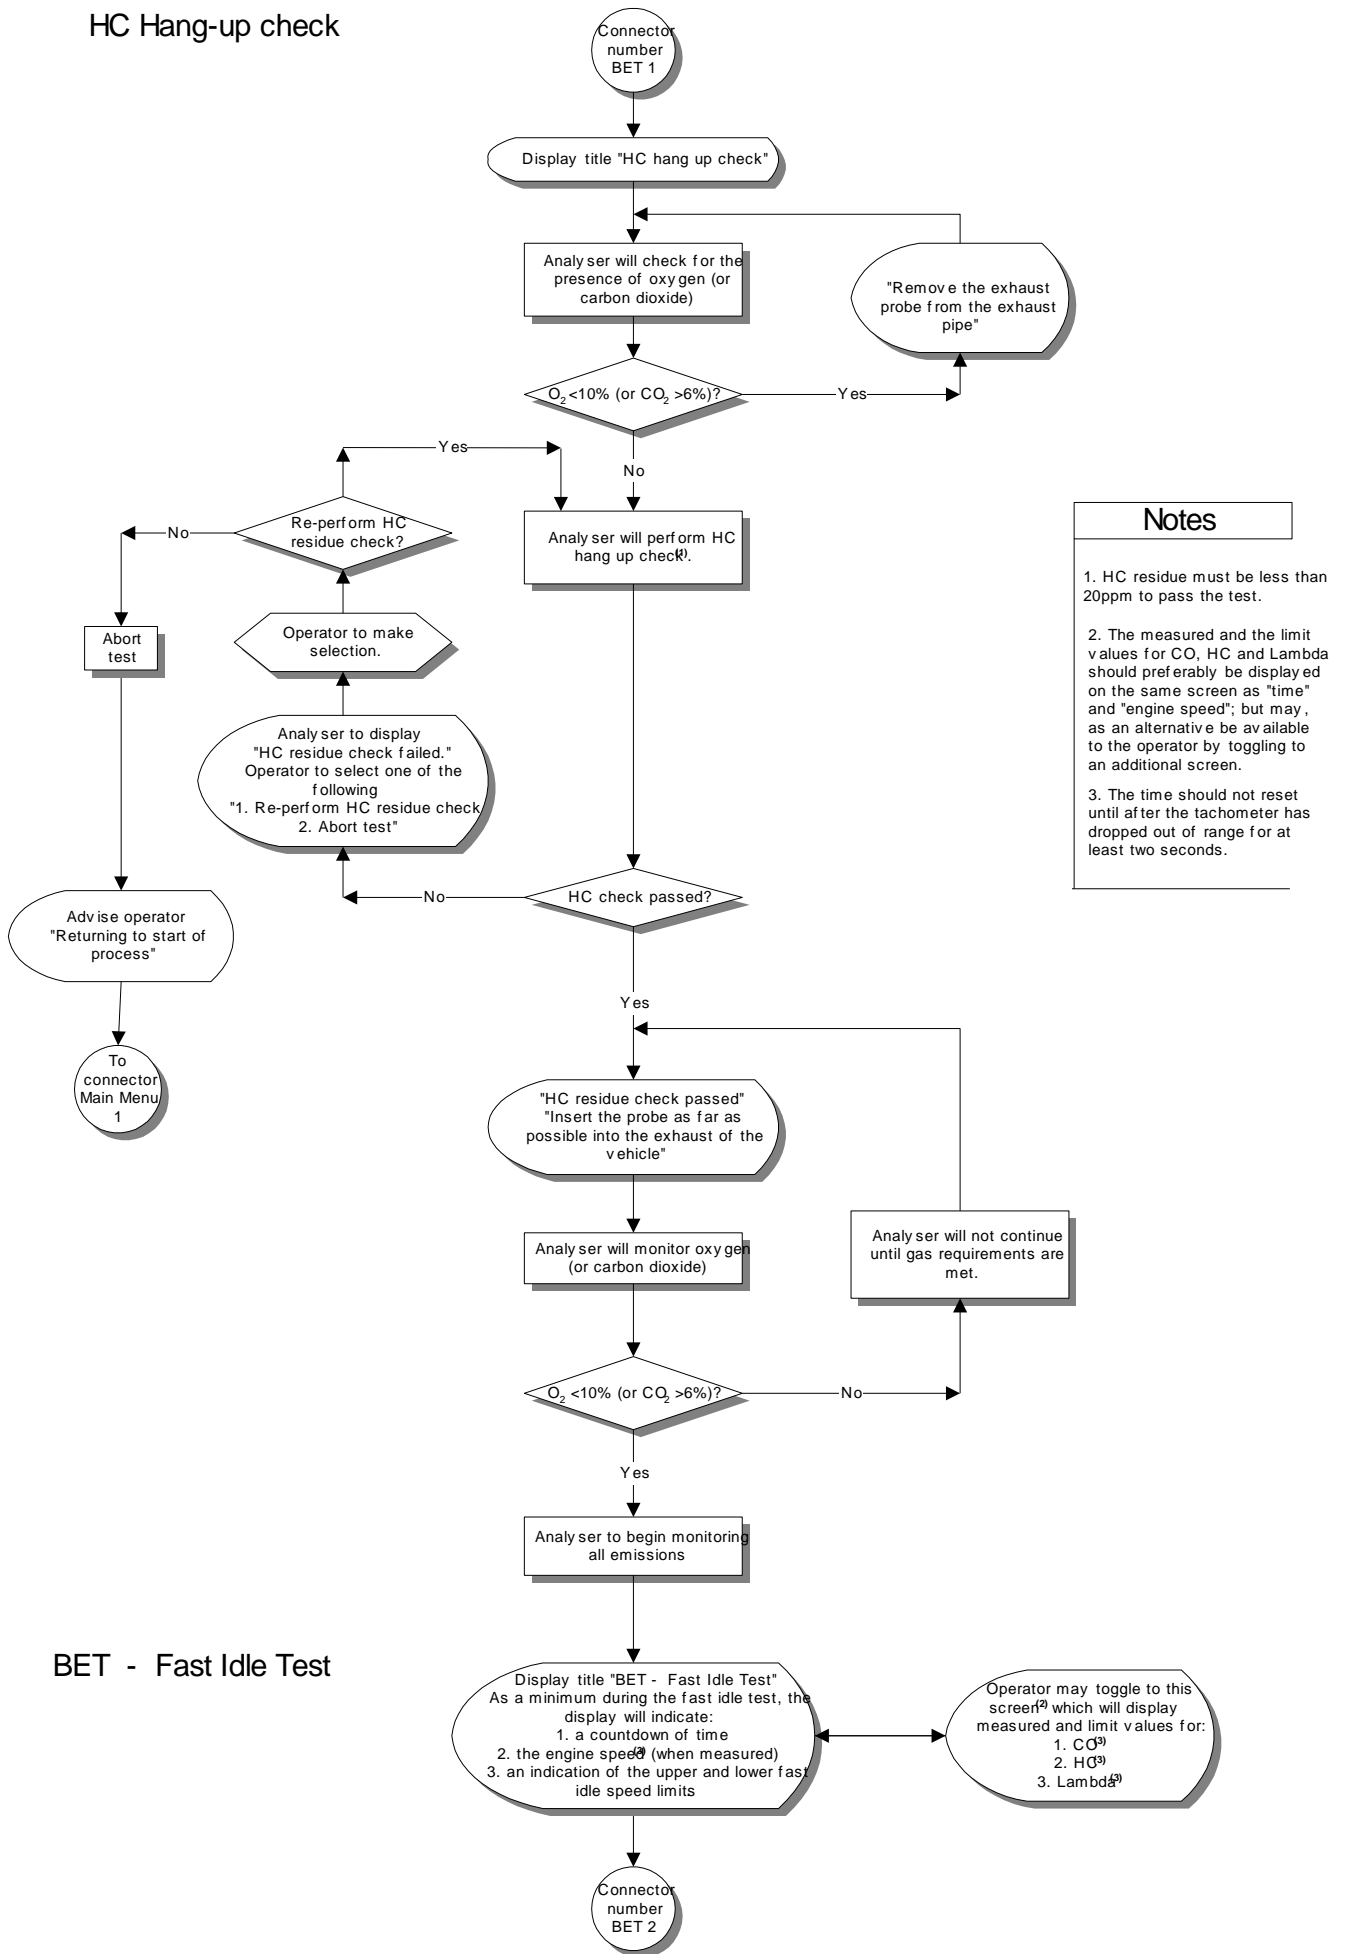 HC Hang-up check
Connector
number
BET 1
Display title "HC hang up check"
Analyser will check for the
presence of oxygen (or
carbon dioxide)
"Remove the exhaust
probe from the exhaust
pipe"
O2 <10% (or CO2 >6%)?
Yes
No
Yes
Re-perform HC
residue check?
No
Analyser will perform HC
hang up check(1).
Notes
1. HC residue must be less than
20ppm to pass the test.
2. The measured and the limit
values for CO, HC and Lambda
should preferably be displayed
on the same screen as "time"
and "engine speed"; but may,
as an alternative be available
to the operator by toggling to
an additional screen.
3. The time should not reset
until after the tachometer has
dropped out of range for at
least two seconds.
Abort
test
Operator to make
selection.
Analyser to display
"HC residue check failed."
Operator to select one of the
following
"1. Re-perform HC residue check
2. Abort test"
No
HC check passed?
Advise operator
"Returning to start of
process"
Yes
To
connector
Main Menu
1
"HC residue check passed"
"Insert the probe as far as
possible into the exhaust of the
vehicle"
Analyser will monitor oxygen
(or carbon dioxide)
Analyser will not continue
until gas requirements are
met.
O2 <10% (or CO2 >6%)?
No
Yes
Analyser to begin monitoring
all emissions
BET - Fast Idle Test
Display title "BET - Fast Idle Test"
As a minimum during the fast idle test, the
display will indicate:
1. a countdown of time
2. the engine speed(3) (when measured)
3. an indication of the upper and lower fast
idle speed limits.
Operator may toggle to this
screen(2) which will display
measured and limit values for:
1. CO(3)
2. HC(3)
3. Lambda(3)
Connector
number
BET 2